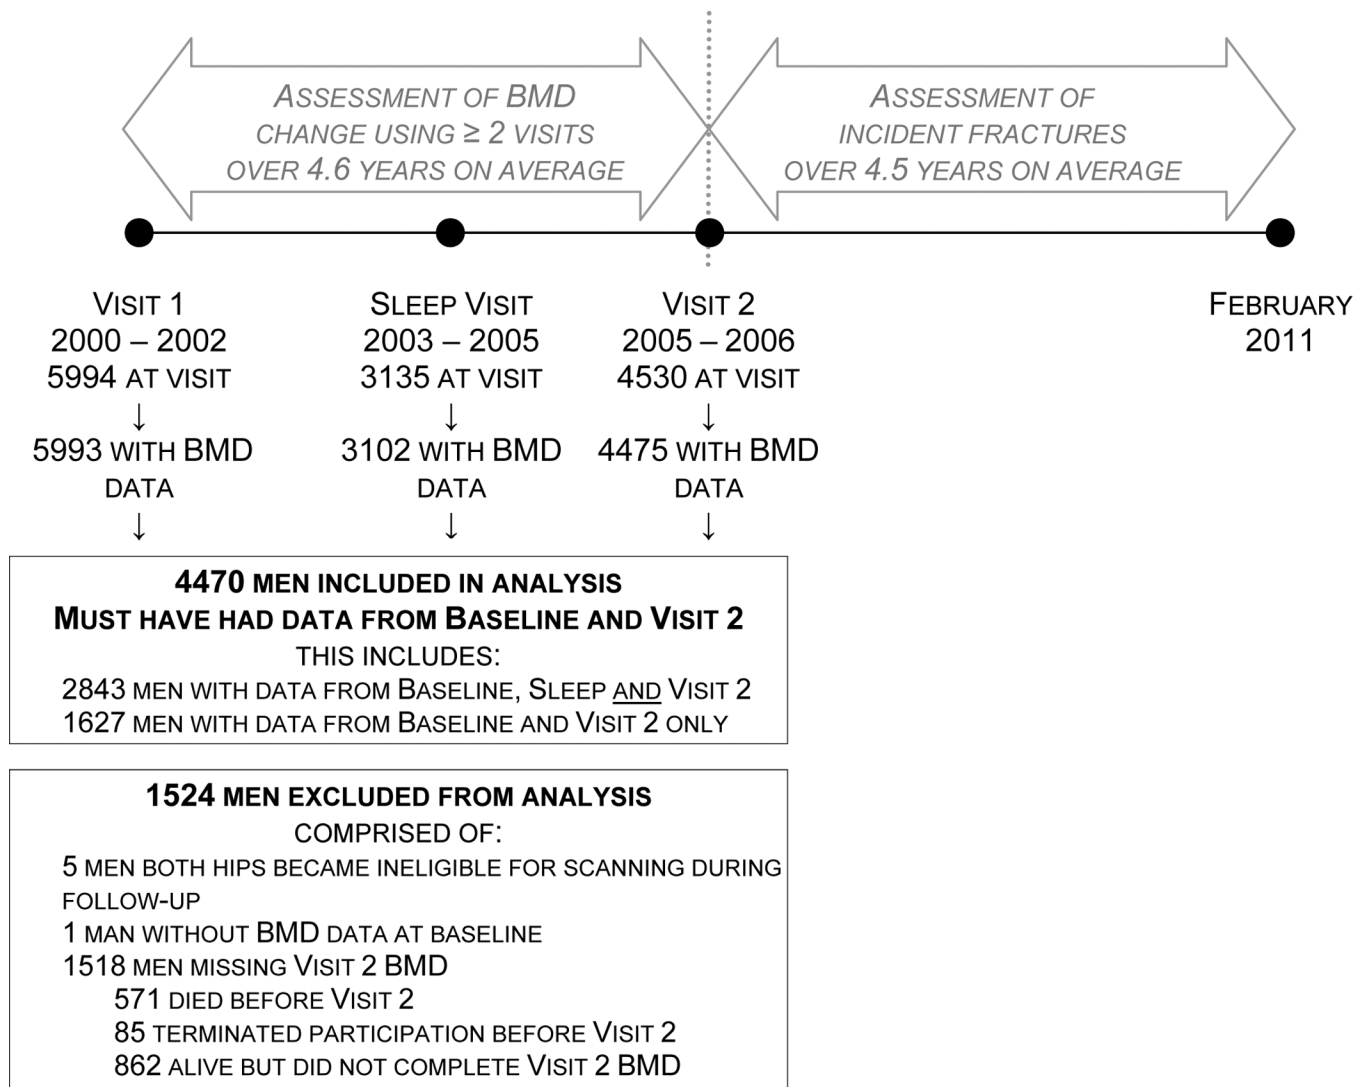 ASSESSMENT OF BMD
CHANGE USING ≥ 2 VISITS
OVER 4.6 YEARS ON AVERAGE
ASSESSMENT OF
INCIDENT FRACTURES
OVER 4.5 YEARS ON AVERAGE
VISIT 1
2000 – 2002
5994 AT VISIT
↓
5993 WITH BMD
DATA
↓
SLEEP VISIT
2003 – 2005
3135 AT VISIT
↓
3102 WITH BMD
DATA
↓
VISIT 2
2005 – 2006
4530 AT VISIT
↓
4475 WITH BMD
DATA
↓
FEBRUARY
2011
4470 MEN INCLUDED IN ANALYSIS
MUST HAVE HAD DATA FROM BASELINE AND VISIT 2
THIS INCLUDES:
2843 MEN WITH DATA FROM BASELINE, SLEEP AND VISIT 2
1627 MEN WITH DATA FROM BASELINE AND VISIT 2 ONLY
1524 MEN EXCLUDED FROM ANALYSIS
COMPRISED OF:
5 MEN BOTH HIPS BECAME INELIGIBLE FOR SCANNING DURING
FOLLOW-UP
1 MAN WITHOUT BMD DATA AT BASELINE
1518 MEN MISSING VISIT 2 BMD
571 DIED BEFORE VISIT 2
85 TERMINATED PARTICIPATION BEFORE VISIT 2
862 ALIVE BUT DID NOT COMPLETE VISIT 2 BMD